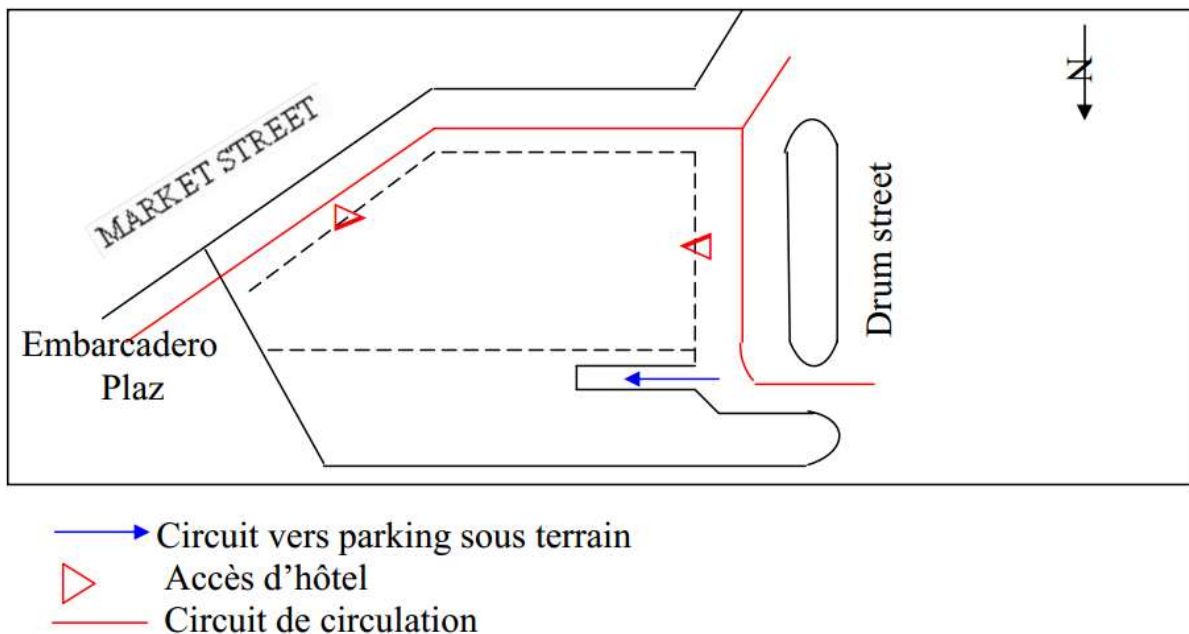 N
MARKET STREET
Drum street
Embarcadero
Plaz
Circuit vers parking sous terrain
Accès d’hôtel
Circuit de circulation